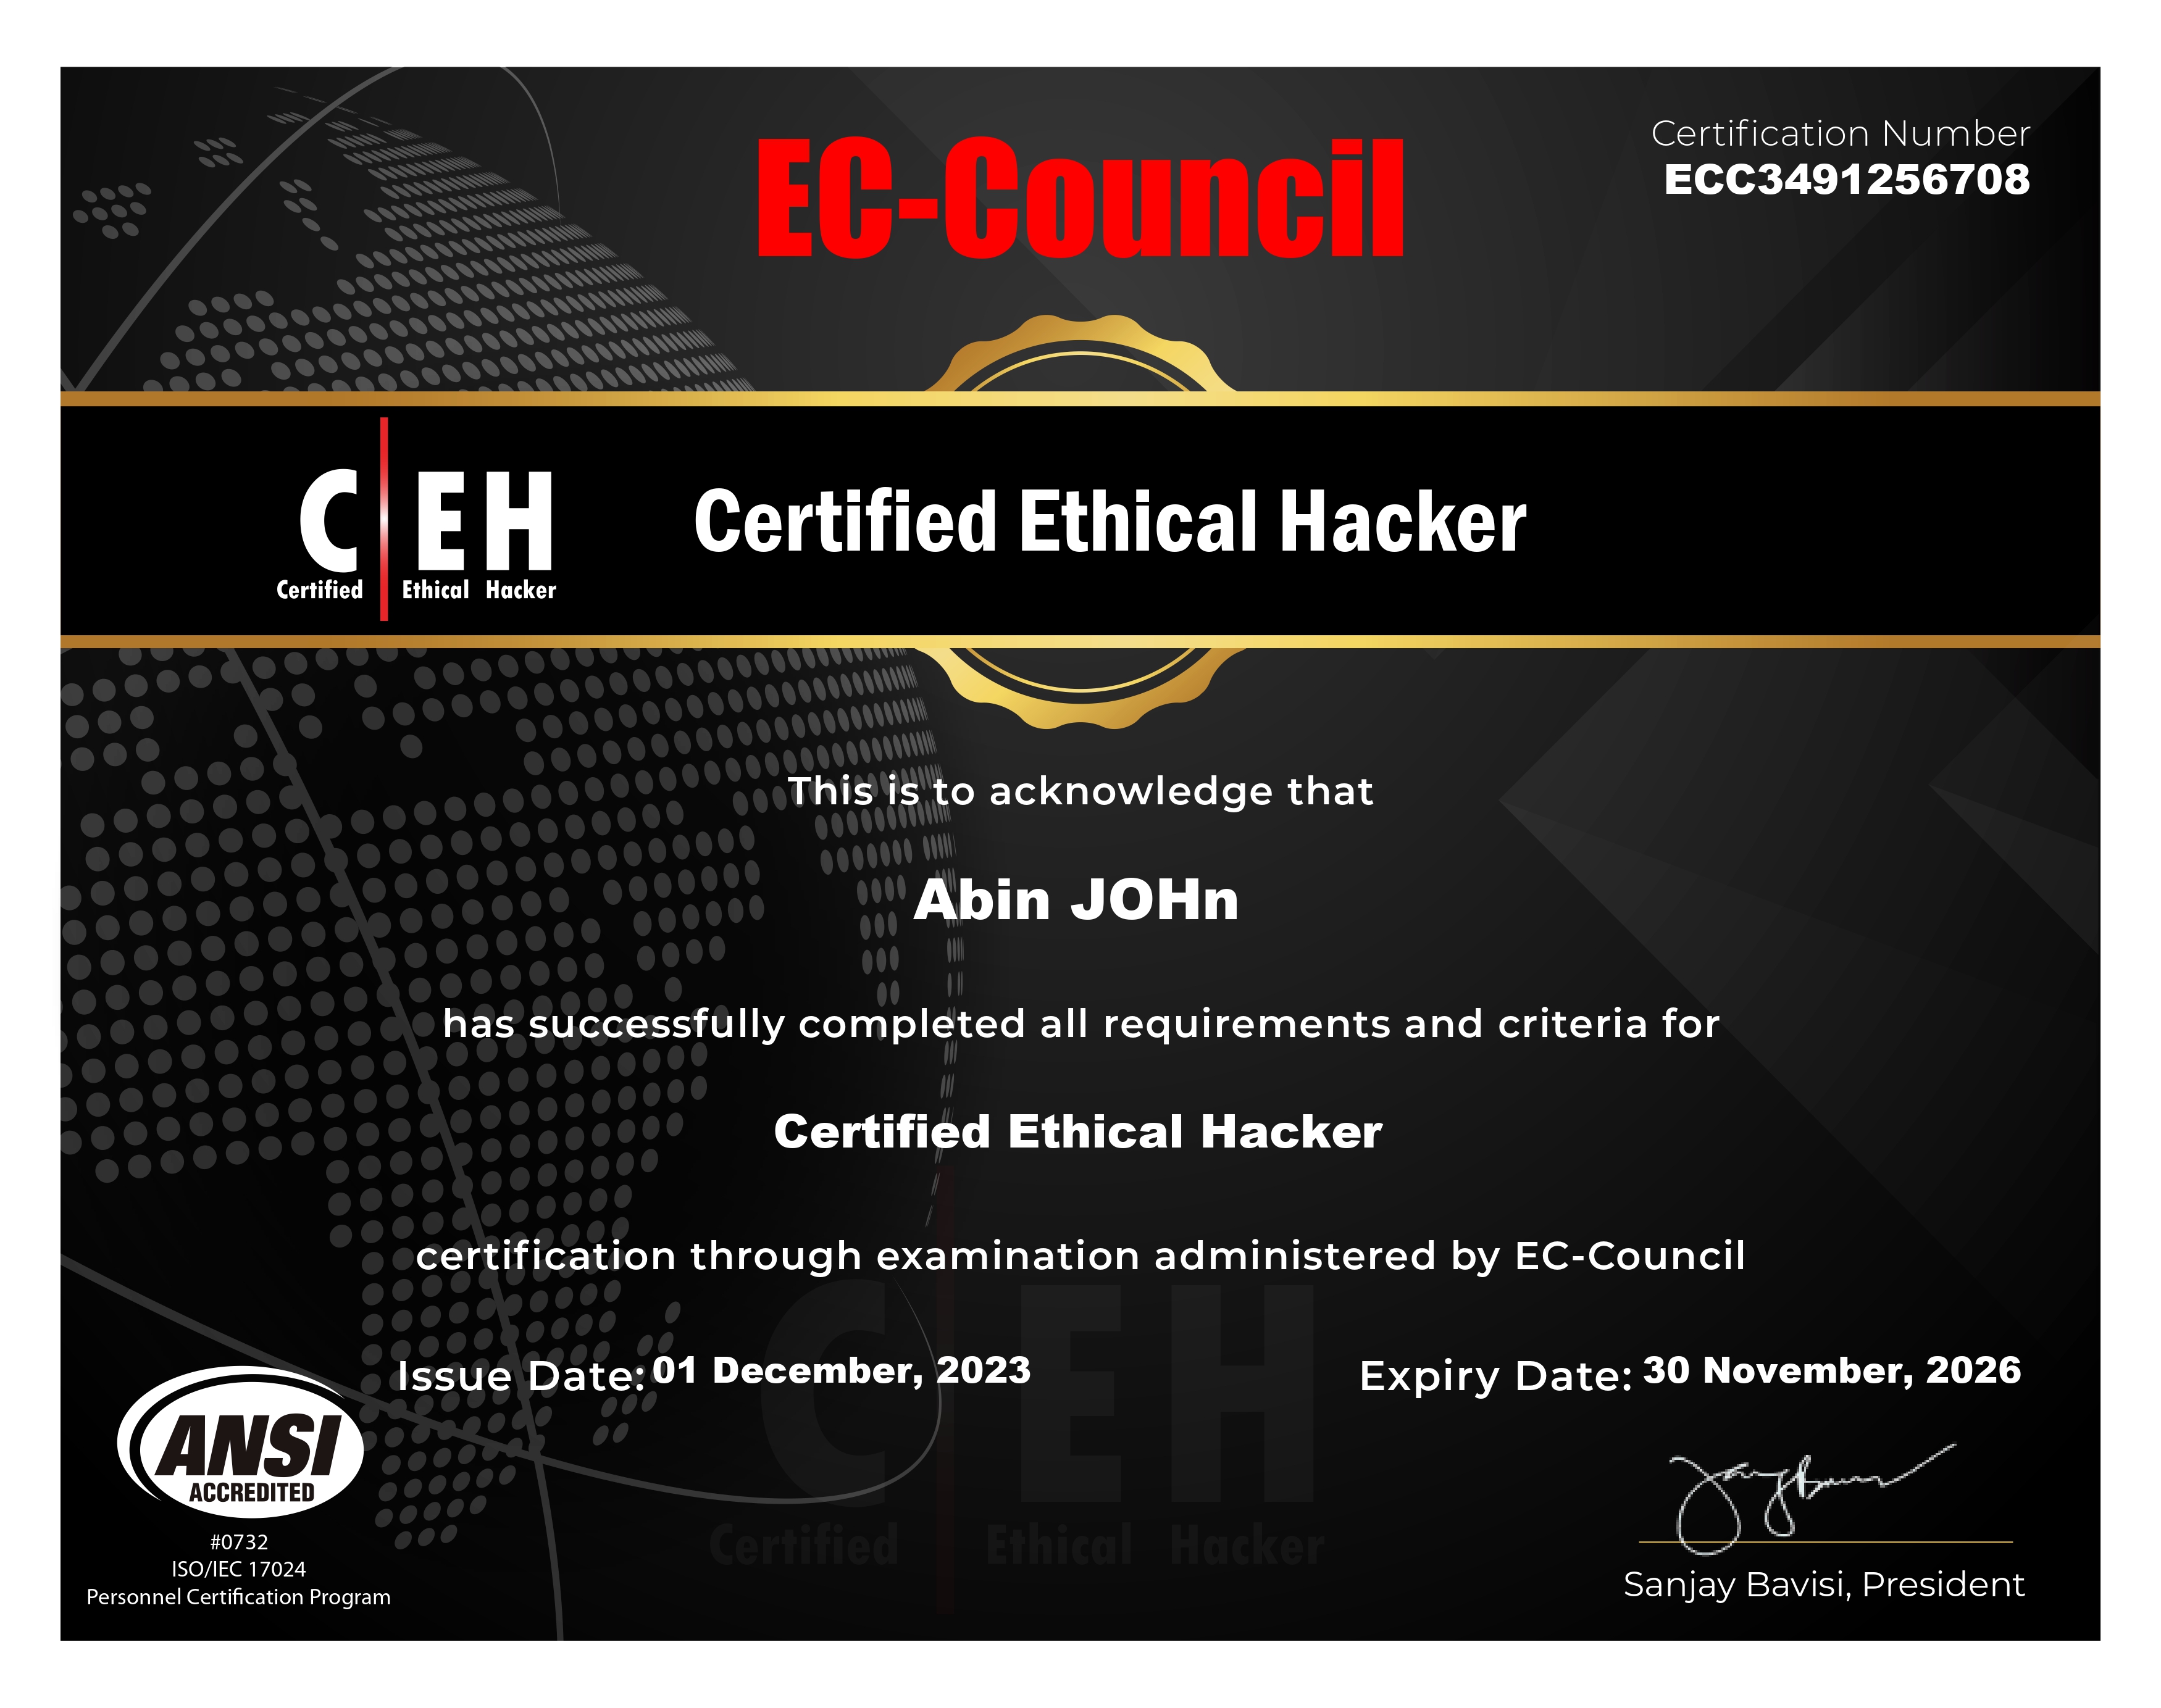 EC-Council
Certification Number
ECC3491256708
C EH
Certified Ethical Hacker
Certified Ethical Hacker
This is to acknowledge that
Abin JOHn
has successfully completed all requirements and criteria for
Certified Ethical Hacker
certification through examination administered by EC-Council
Issue Date: 01 December, 2023
Expiry Date: 30 November, 2026
C EH
Certified Ethical Hacker
ANSI
ACCREDITED
#0732
ISO/IEC 17024
Personnel Certification Program
Sanjay Bavisi, President